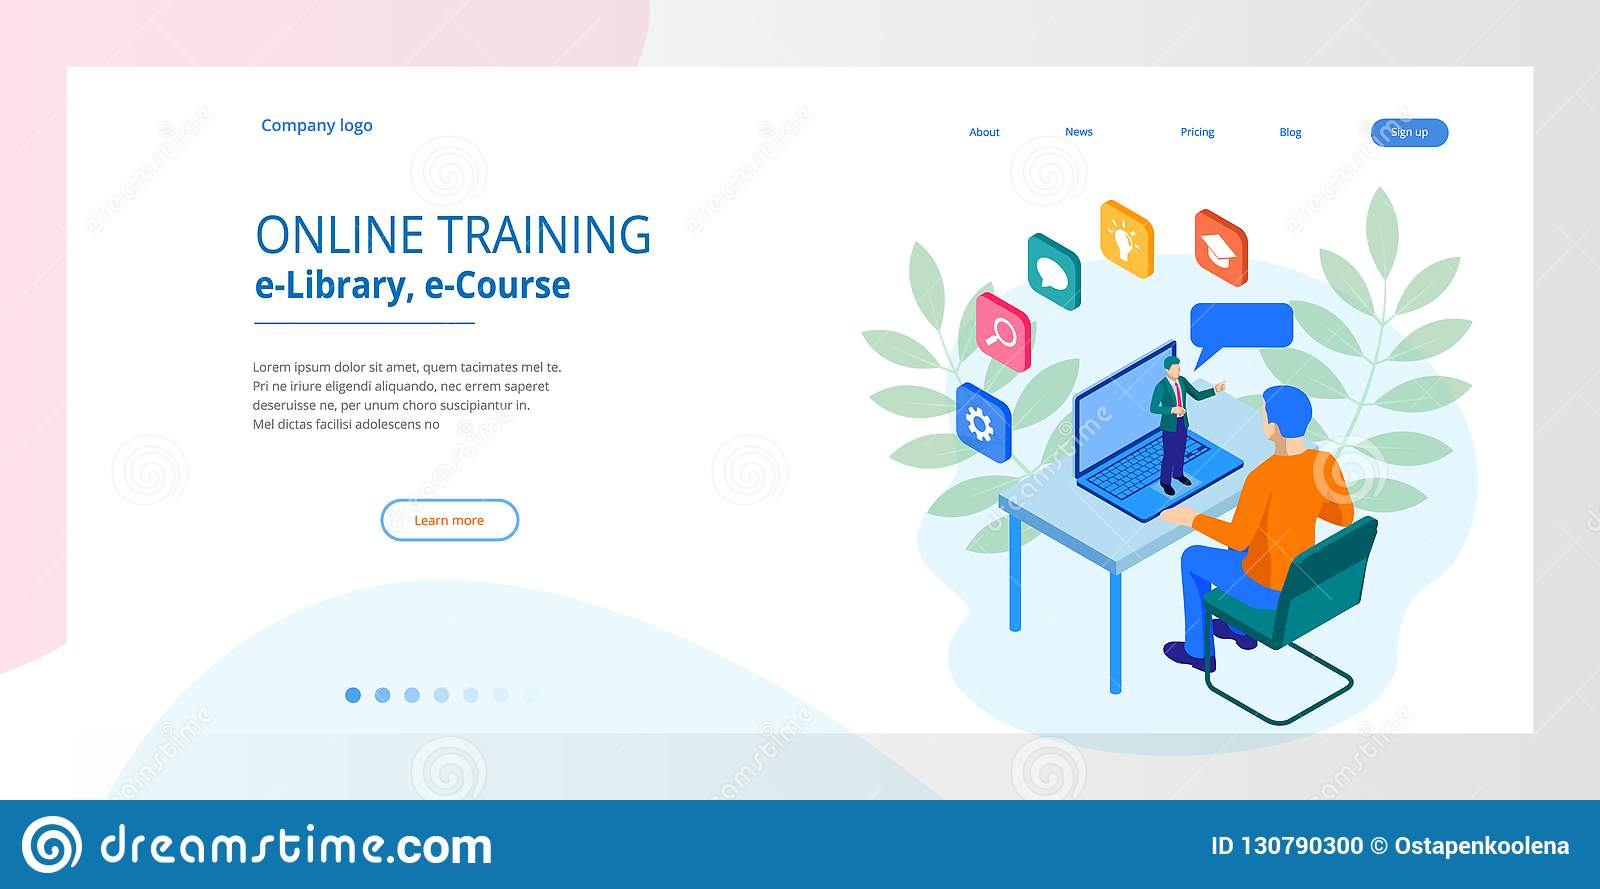 Company logo
About
News
Pricing
Blog
Sign up
ONLINE TRAINING
e-Library, e-Course
Lorem ipsum dolor sit amet, quem tacimates mel te.
Pri ne iriure eligendi aliquando, nec errem saperet
deseruisse ne, per unum choro suscipiantur in.
Mel dictas facilisi adolescens no
Learn more
dreamstime.com
ID 130790300 © Ostapenkoolena